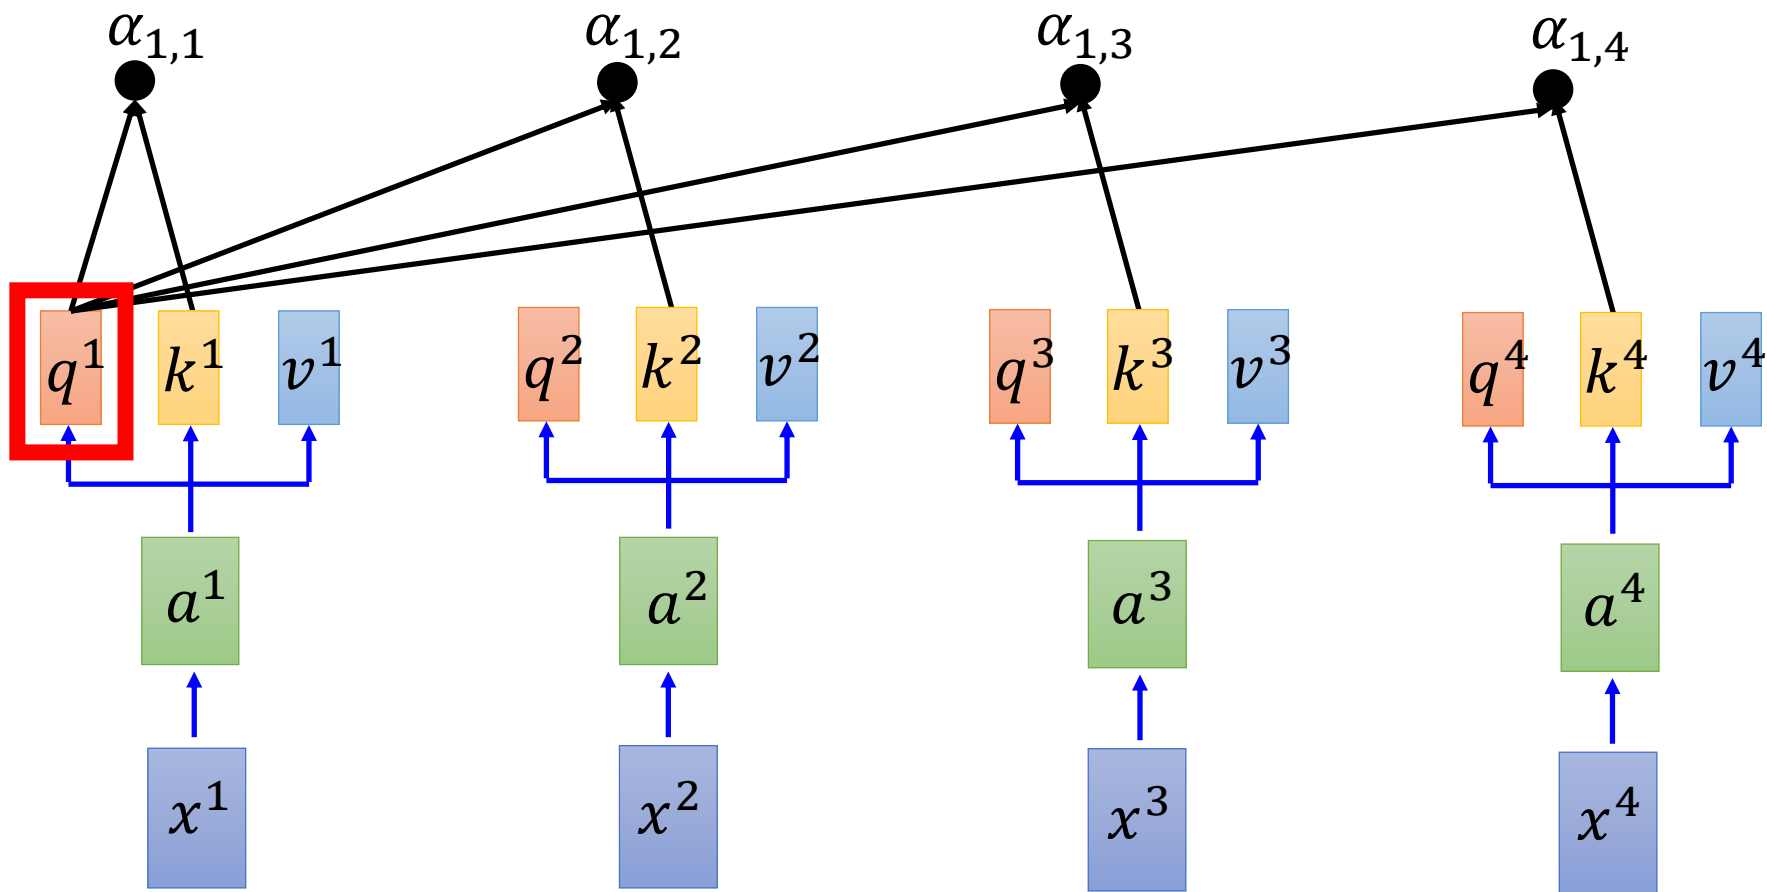 α1,1 α1,2 α1,3 α1,4
q¹ k¹ v¹ q² k² v² q³ k³ v³ q⁴ k⁴ v⁴
a¹ a² a³ a⁴
x¹ x² x³ x⁴